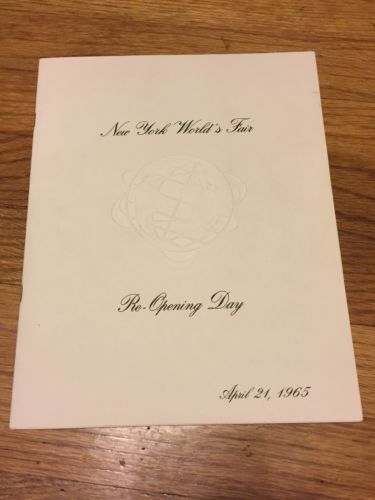 New York World's Fair
Re-Opening Day
April 21, 1965